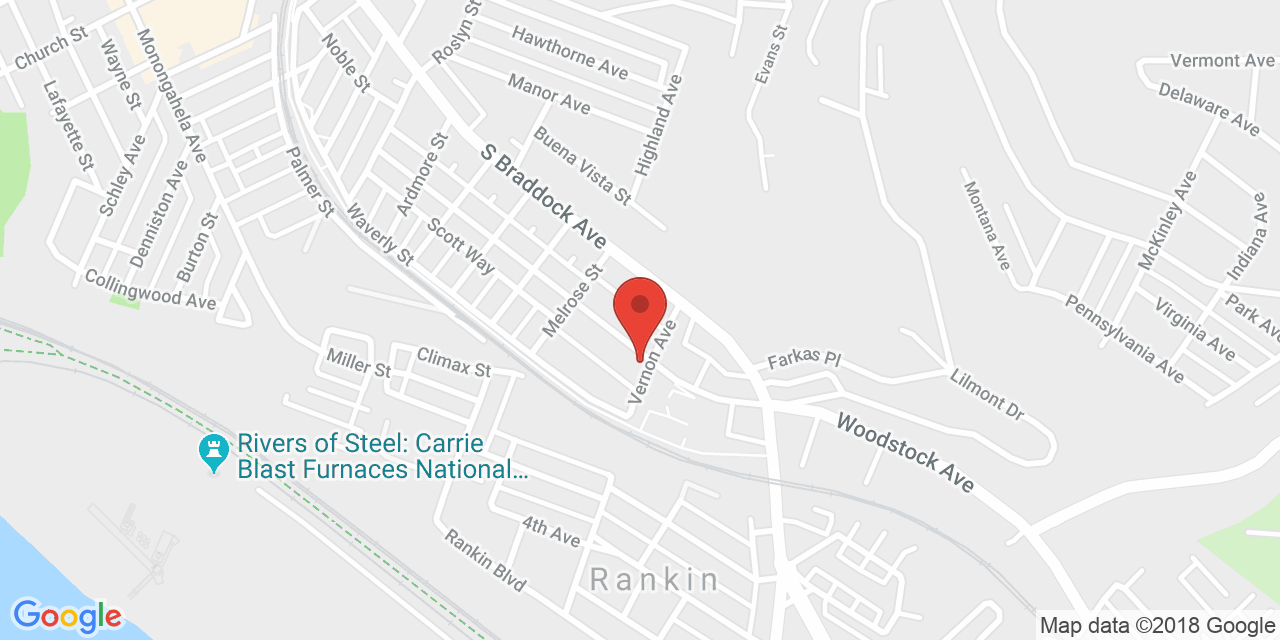 Church St
Wayne St
Monongahela Ave
Lafayette St
Schley Ave
Denniston Ave
Burton St
Collingwood Ave
Palmer St
Noble St
Roslyn St
Hawthorne Ave
Manor Ave
Buena Vista St
Highland Ave
Evans St
Vermont Ave
Delaware Ave
Ardmore St
S Braddock Ave
Waverly St
Scott Way
Melrose St
Vernon Ave
Montana Ave
McKinley Ave
Indiana Ave
Park Ave
Virginia Ave
Pennsylvania Ave
Farkas Pl
Lilmont Dr
Woodstock Ave
Miller St
Climax St
Rivers of Steel: Carrie
Blast Furnaces National...
4th Ave
Rankin Blvd
Rankin
Google
Map data ©2018 Google